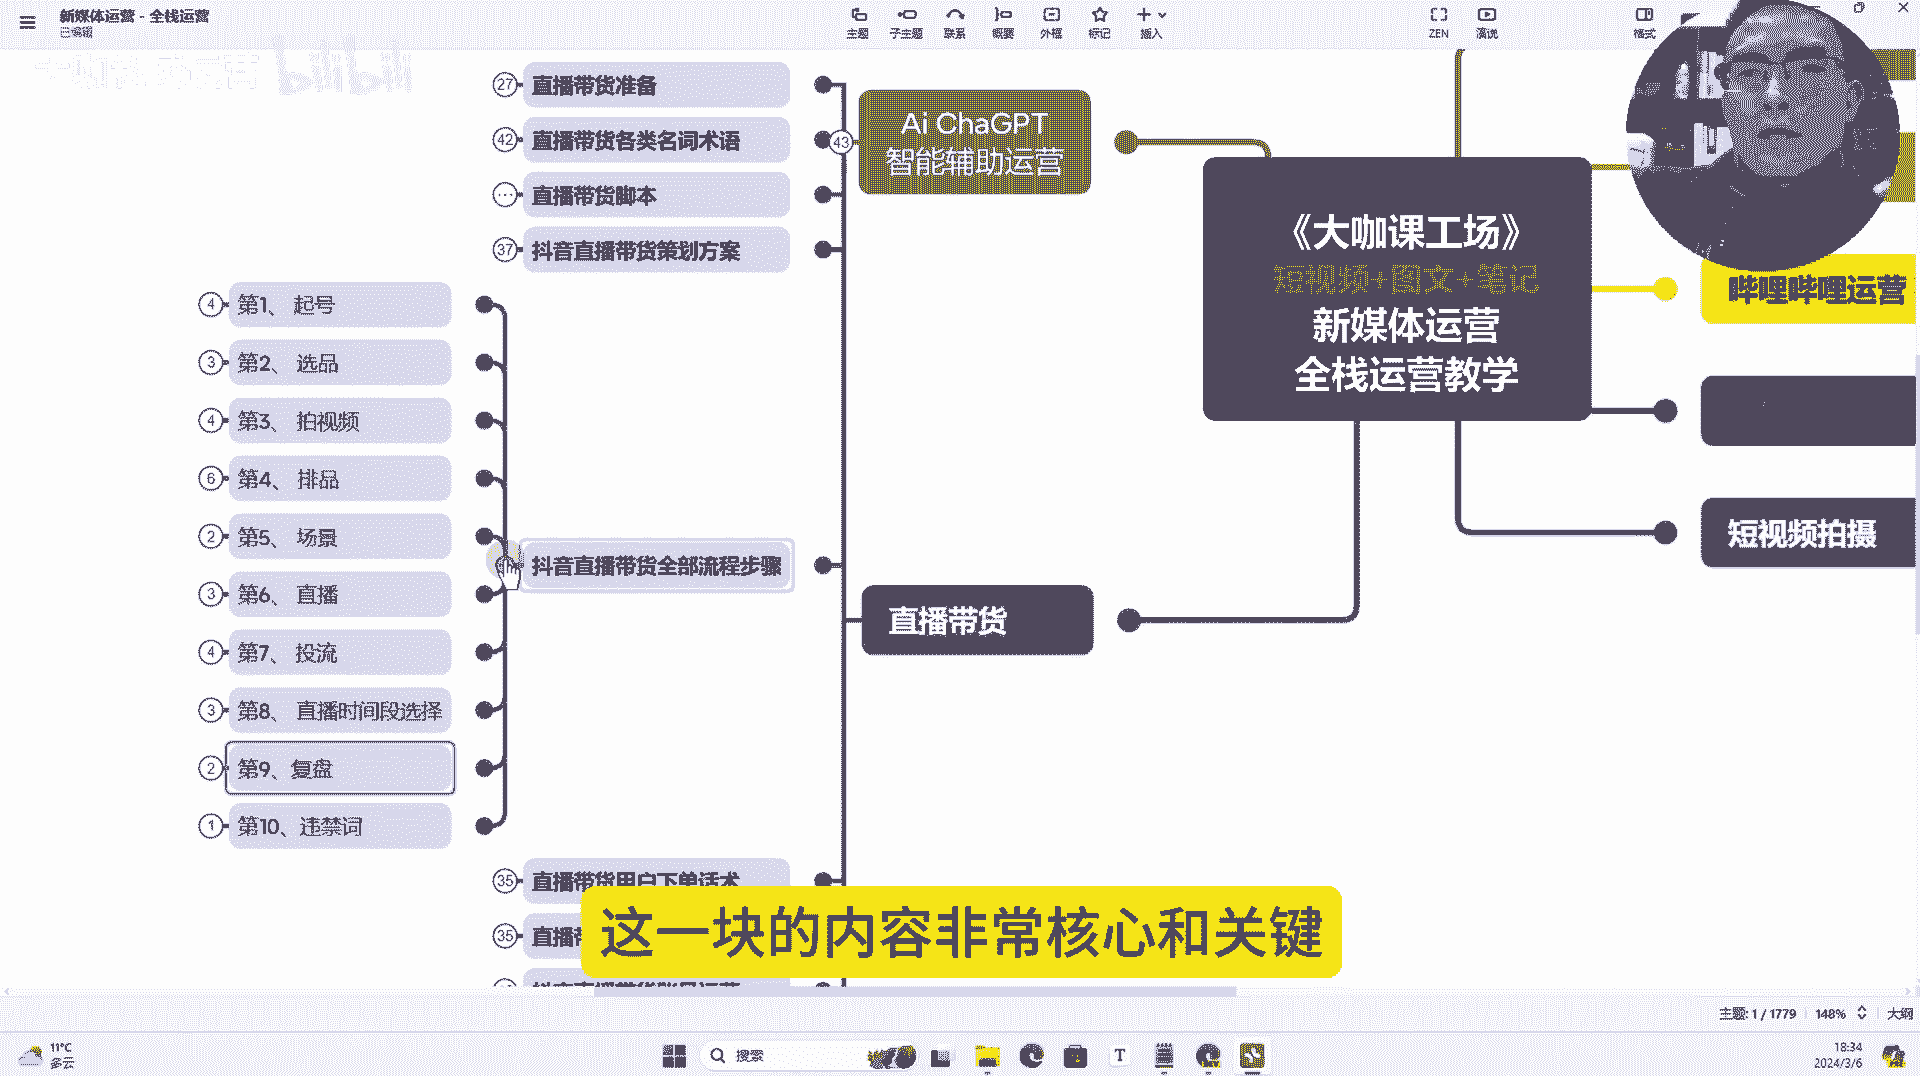 新媒体运营 - 全栈运营
已编辑
主题
子主题
联系
概要
外框
标记
插入
ZEN
演说
格式
27
直播带货准备
42
直播带货各类名词术语
直播带货脚本
37
抖音直播带货策划方案
43
Ai ChaGPT
智能辅助运营
《大咖课工场》
短视频+图文+笔记
新媒体运营
全栈运营教学
哔哩哔哩运营
短视频拍摄
4
第1、 起号
3
第2、 选品
4
第3、 拍视频
6
第4、 排品
2
第5、 场景
3
第6、 直播
4
第7、 投流
3
第8、 直播时间段选择
2
第9、复盘
1
第10、违禁词
抖音直播带货全部流程步骤
直播带货
35
直播带货用户下单话术
35
直播带
这一块的内容非常核心和关键
主题: 1 / 1779
148%
大纲
11°C
多云
搜索
18:34
2024/3/6